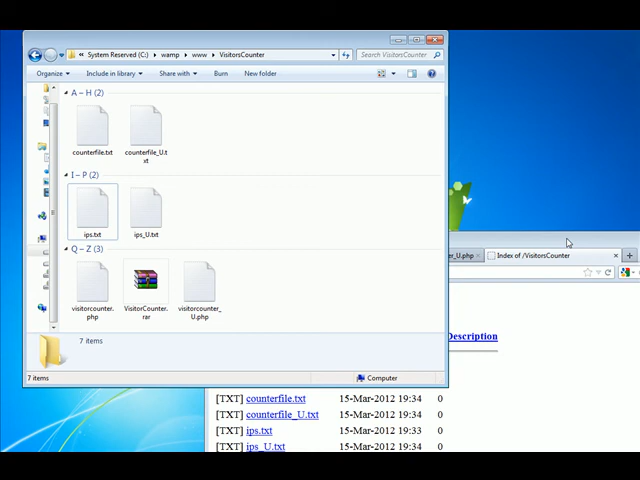 System Reserved (C:) ▸ wamp ▸ www ▸ VisitorsCounter
Search VisitorsCounter
Organize Include in library Share with Burn New folder
A – H (2)
counterfile.txt
counterfile_U.t
xt
I – P (2)
ips.txt
ips_U.txt
Q – Z (3)
visitorcounter.
php
VisitorCounter.
rar
visitorcounter_
U.php
7 items
7 items
Computer
er_U.php
Index of /VisitorsCounter
Description
[TXT] counterfile.txt 15-Mar-2012 19:34 0
[TXT] counterfile_U.txt 15-Mar-2012 19:34 0
[TXT] ips.txt 15-Mar-2012 19:33 0
[TXT] ips_U.txt 15-Mar-2012 19:34 0